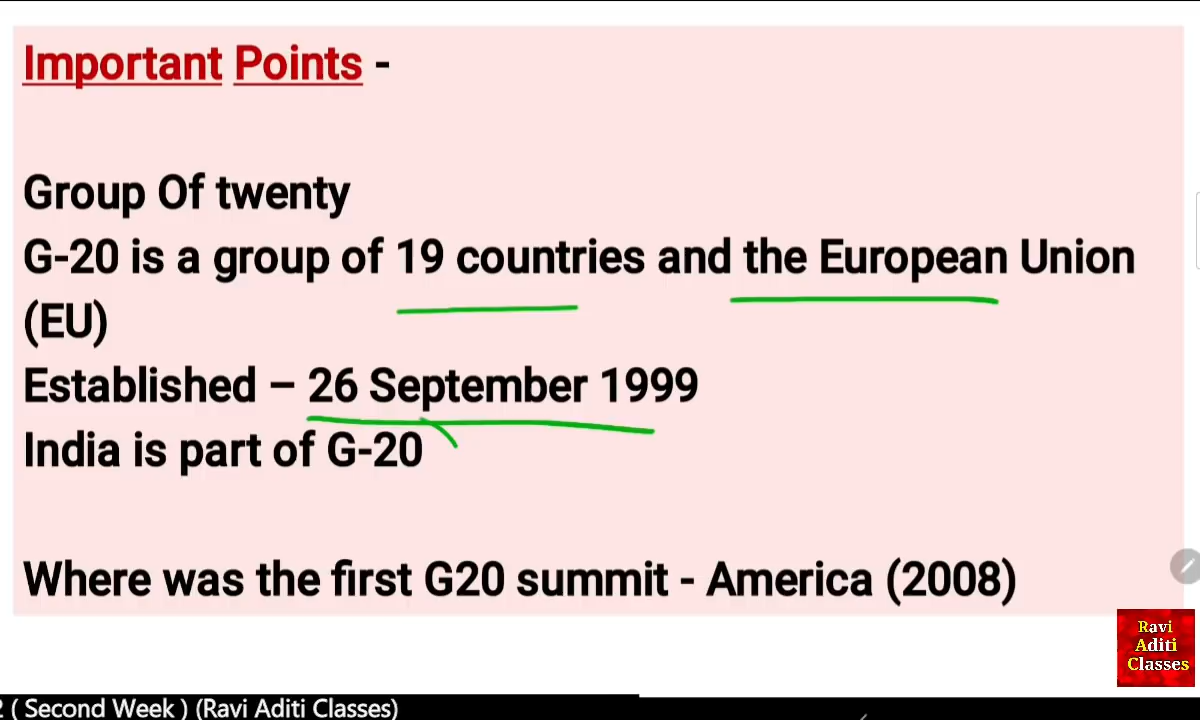 Important Points -
Group Of twenty
G-20 is a group of 19 countries and the European Union
(EU)
Established – 26 September 1999
India is part of G-20
Where was the first G20 summit - America (2008)
Ravi
Aditi
Classes
2 ( Second Week ) (Ravi Aditi Classes)